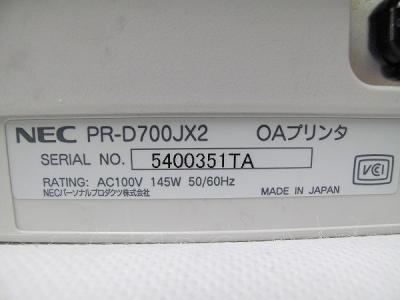 NEC PR-D700JX2 OAプリンタ
SERIAL NO. 5400351TA
RATING: AC100V 145W 50/60Hz
NECパーソナルプロダクツ株式会社
MADE IN JAPAN
VCCI